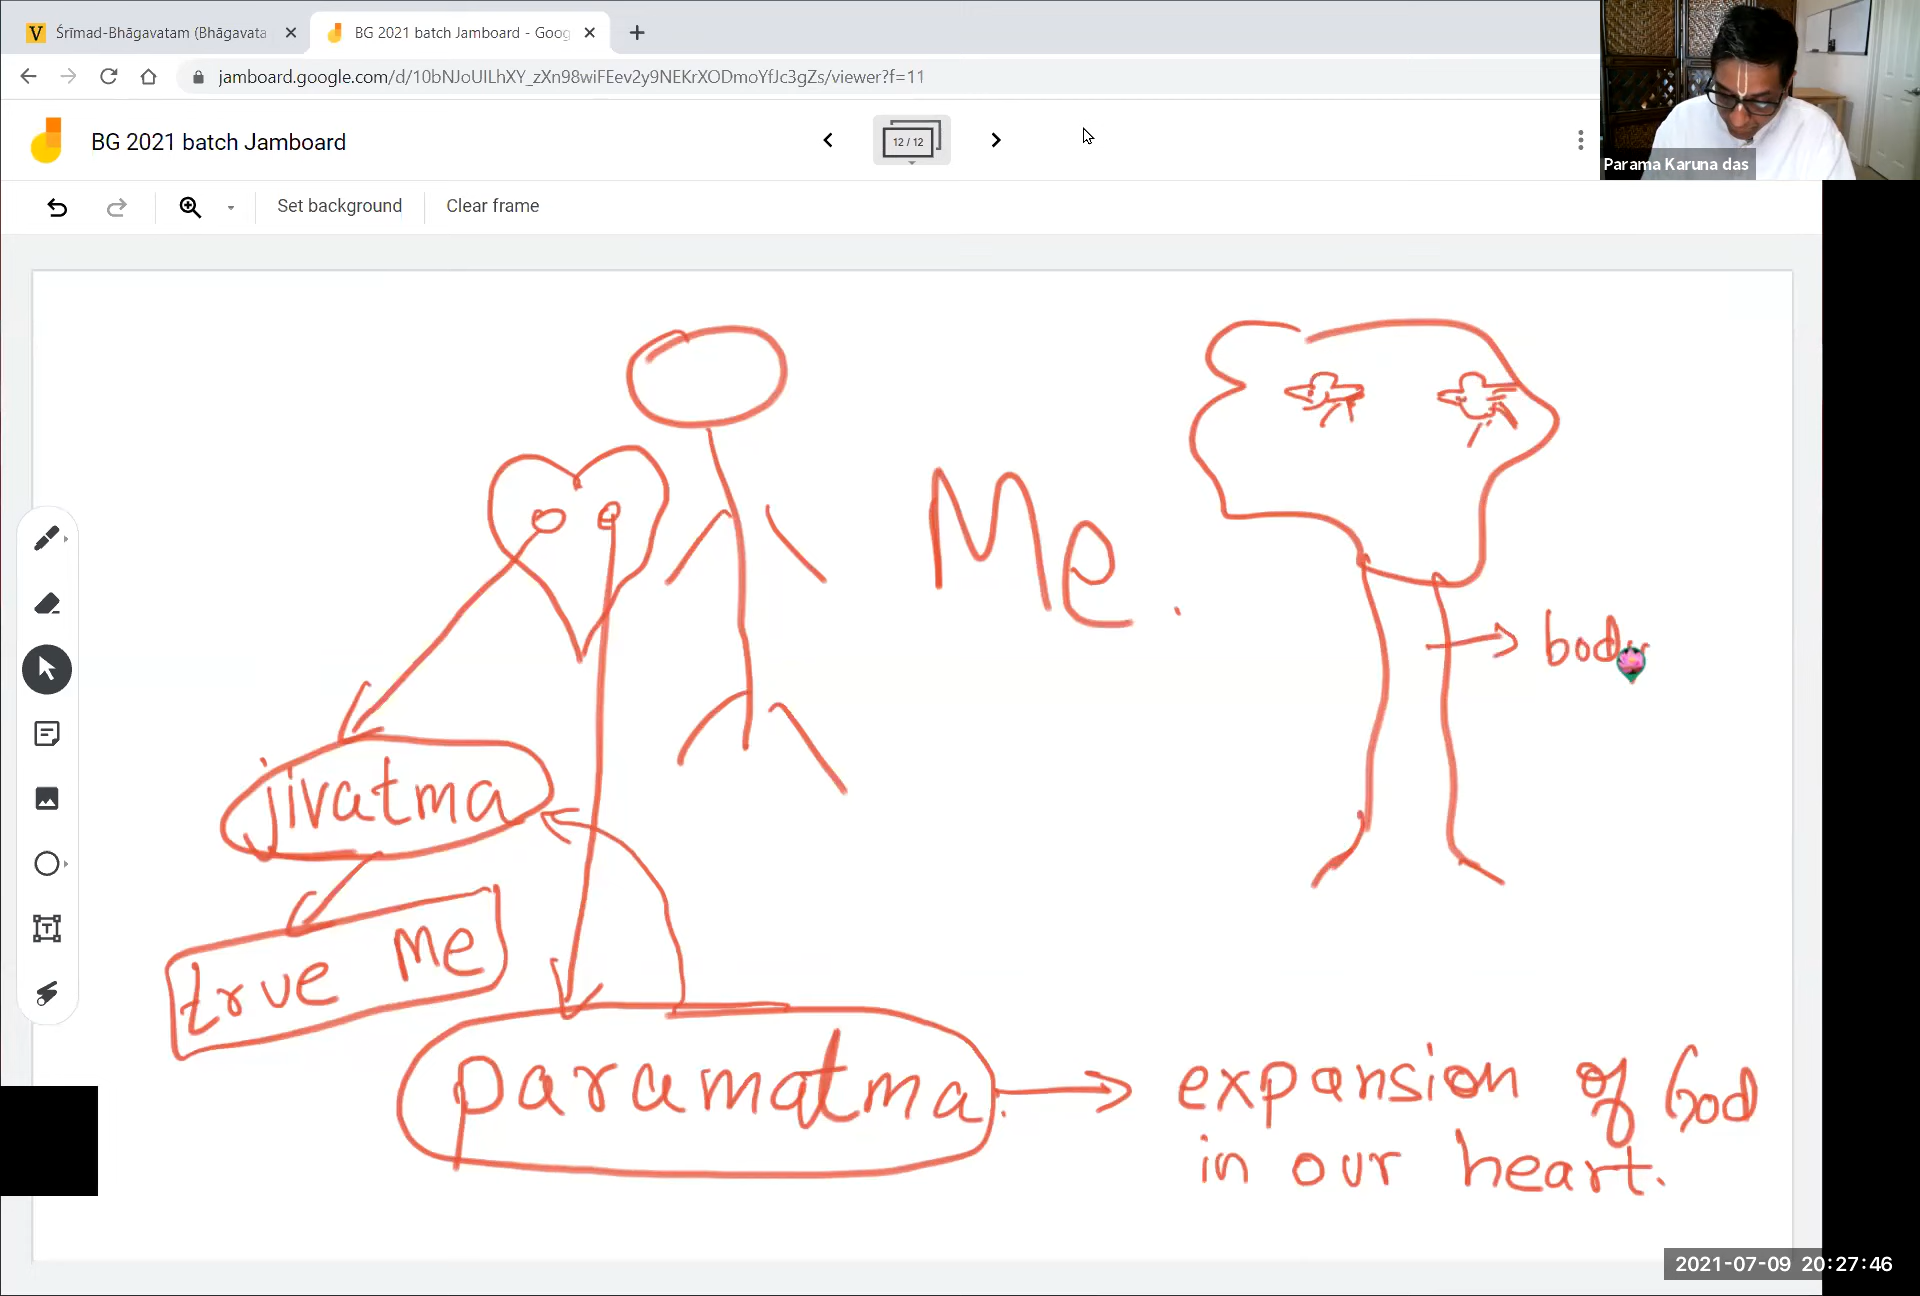 Śrīmad-Bhāgavatam (Bhāgavata
BG 2021 batch Jamboard - Goog
jamboard.google.com/d/10bNJoUILhXY_zXn98wiFEev2y9NEKrXODmoYfJc3gZs/viewer?f=11
BG 2021 batch Jamboard
12 / 12
Parama Karuna das
Set background
Clear frame
Me.
body
jivatma
true Me
paramatma.
expansion of God
in our heart.
2021-07-09 20:27:46